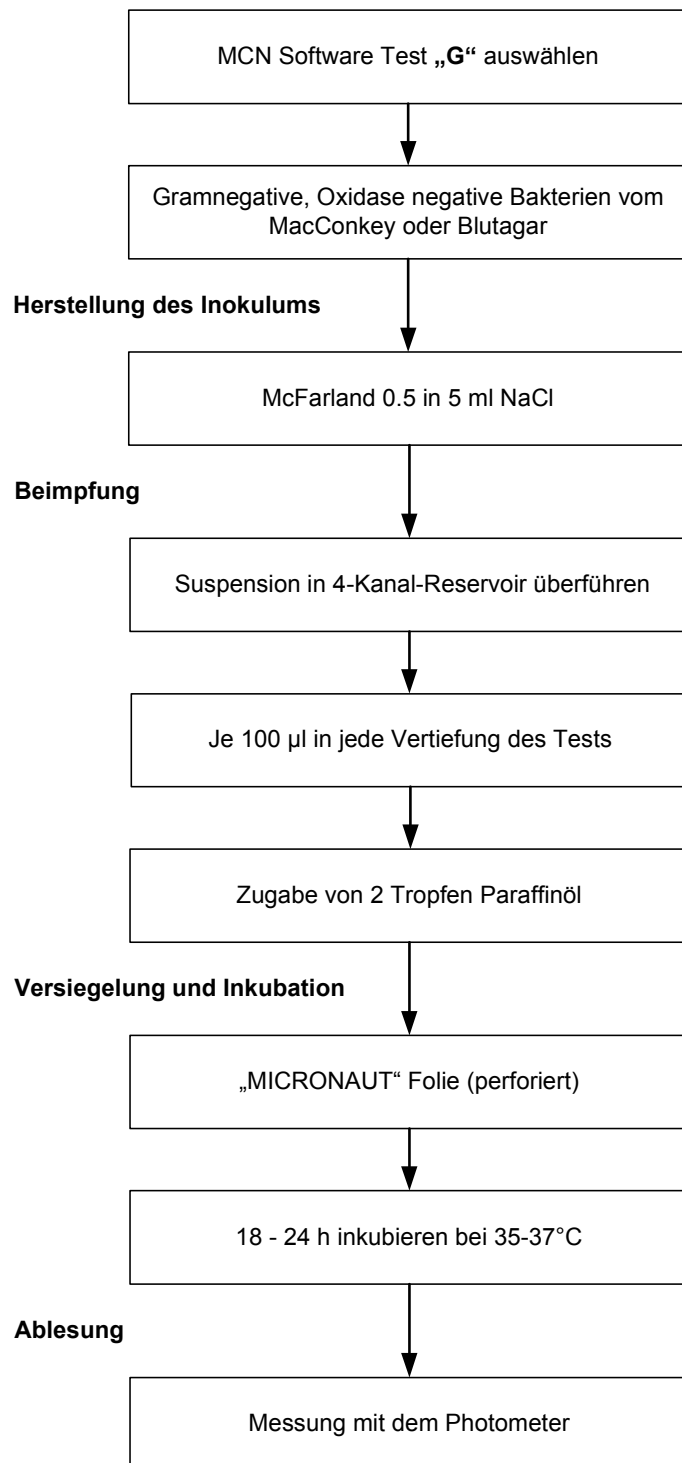 MCN Software Test „G“ auswählen
Gramnegative, Oxidase negative Bakterien vom
MacConkey oder Blutagar
Herstellung des Inokulums
McFarland 0.5 in 5 ml NaCl
Beimpfung
Suspension in 4-Kanal-Reservoir überführen
Je 100 µl in jede Vertiefung des Tests
Zugabe von 2 Tropfen Paraffinöl
Versiegelung und Inkubation
„MICRONAUT“ Folie (perforiert)
18 - 24 h inkubieren bei 35-37°C
Ablesung
Messung mit dem Photometer